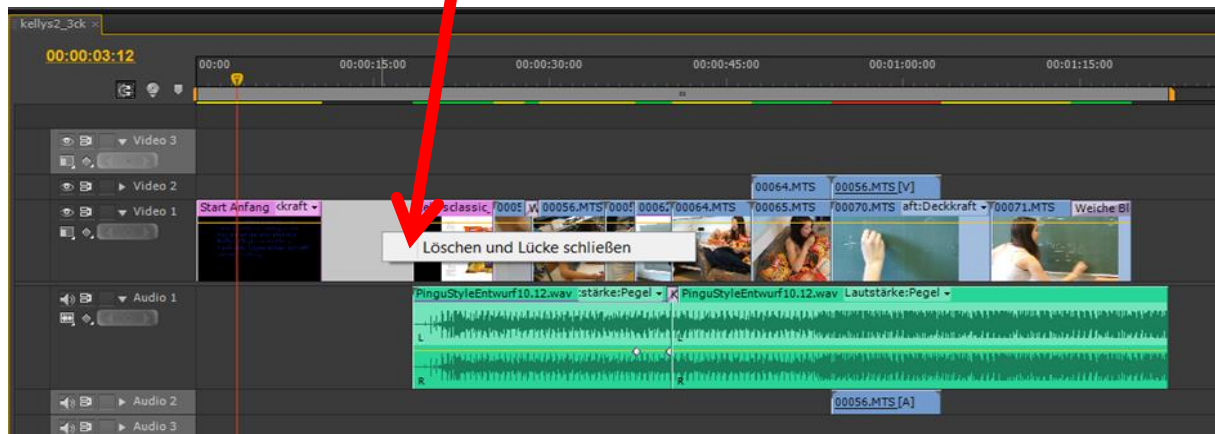 kellys2_3ck ×
00:00:03:12
00:00 00:00:15:00 00:00:30:00 00:00:45:00 00:01:00:00 00:01:15:00
Video 3
Video 2
00064.MTS 00056.MTS [V]
Video 1
Start Anfang ckraft sclassic_ 0005 00056.MTS 000 0006 00064.MTS 00065.MTS 00070.MTS aft:Deckkraft 00071.MTS Weiche Bl
Löschen und Lücke schließen
Audio 1
PinguStyleEntwurf10.12.wav :stärke:Pegel K PinguStyleEntwurf10.12.wav Lautstärke:Pegel
L L
R R
Audio 2
00056.MTS [A]
Audio 3